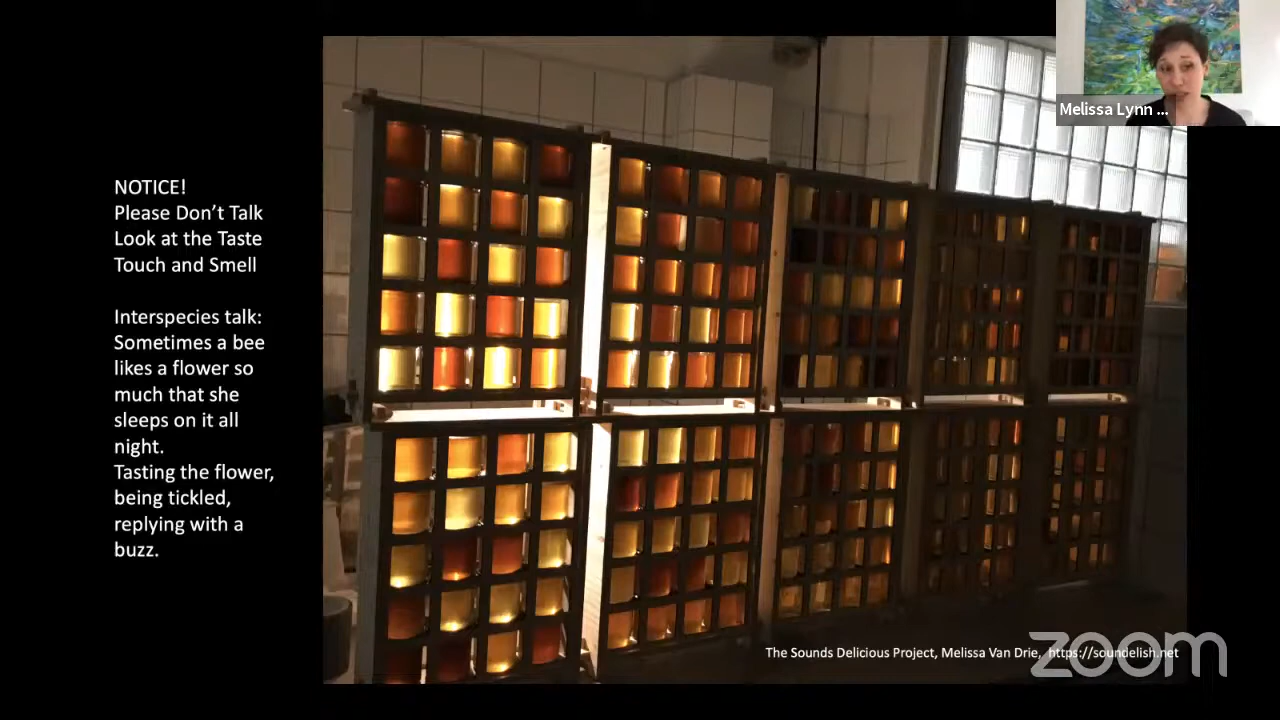 Melissa Lynn ...
NOTICE!
Please Don’t Talk
Look at the Taste
Touch and Smell
Interspecies talk:
Sometimes a bee
likes a flower so
much that she
sleeps on it all
night.
Tasting the flower,
being tickled,
replying with a
buzz.
The Sounds Delicious Project, Melissa Van Drie, https://soundelish.net
zoom